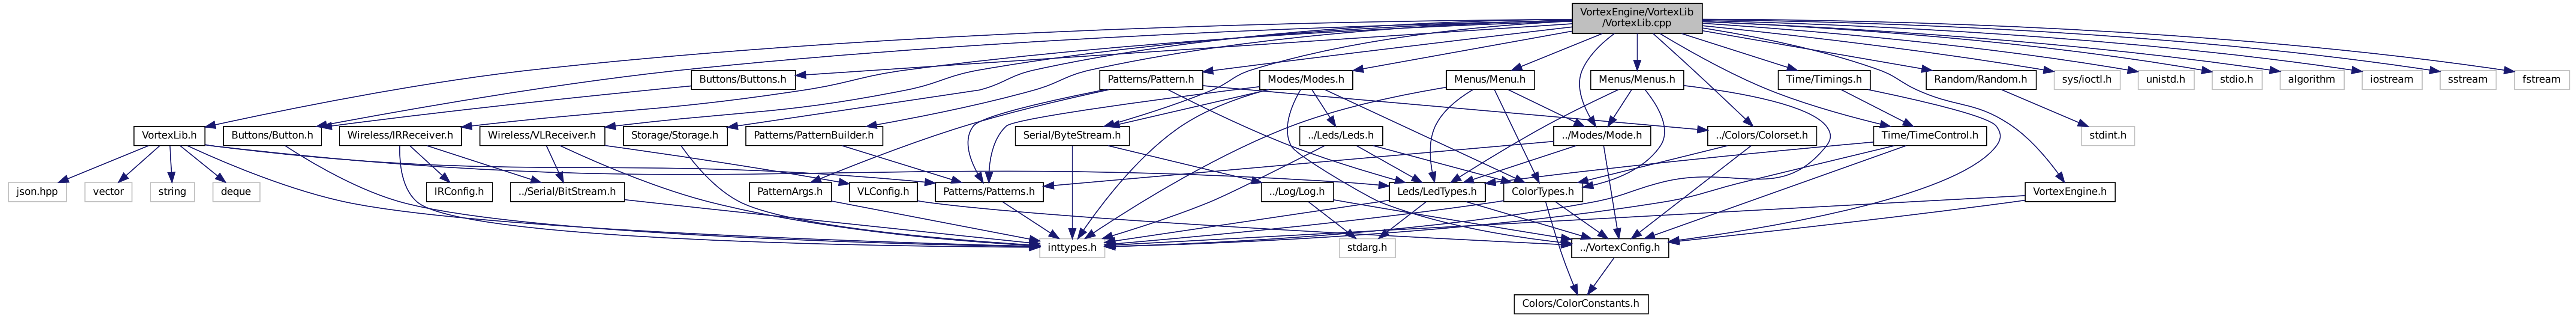 VortexEngine/VortexLib
/VortexLib.cpp
Buttons/Buttons.h
Patterns/Pattern.h
Modes/Modes.h
Menus/Menu.h
Menus/Menus.h
Time/Timings.h
Random/Random.h
sys/ioctl.h
unistd.h
stdio.h
algorithm
iostream
sstream
fstream
VortexLib.h
Buttons/Button.h
Wireless/IRReceiver.h
Wireless/VLReceiver.h
Storage/Storage.h
Patterns/PatternBuilder.h
Serial/ByteStream.h
../Leds/Leds.h
../Modes/Mode.h
../Colors/Colorset.h
Time/TimeControl.h
stdint.h
json.hpp
vector
string
deque
IRConfig.h
../Serial/BitStream.h
PatternArgs.h
VLConfig.h
Patterns/Patterns.h
../Log/Log.h
Leds/LedTypes.h
ColorTypes.h
VortexEngine.h
inttypes.h
stdarg.h
../VortexConfig.h
Colors/ColorConstants.h